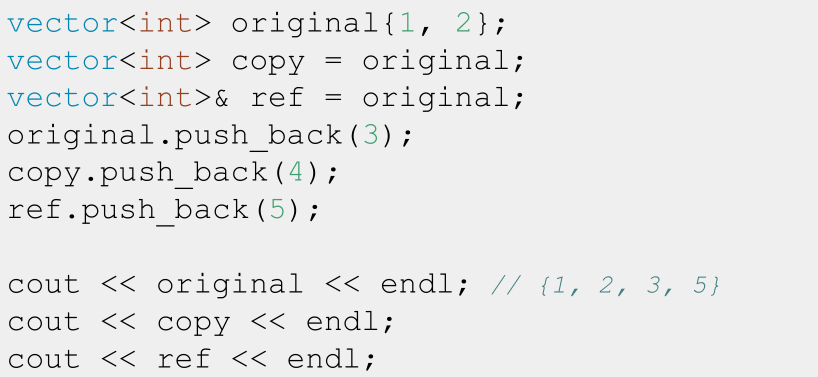 vector<int> original{1, 2};
vector<int> copy = original;
vector<int>& ref = original;
original.push_back(3);
copy.push_back(4);
ref.push_back(5);
cout << original << endl; // {1, 2, 3, 5}
cout << copy << endl;
cout << ref << endl;